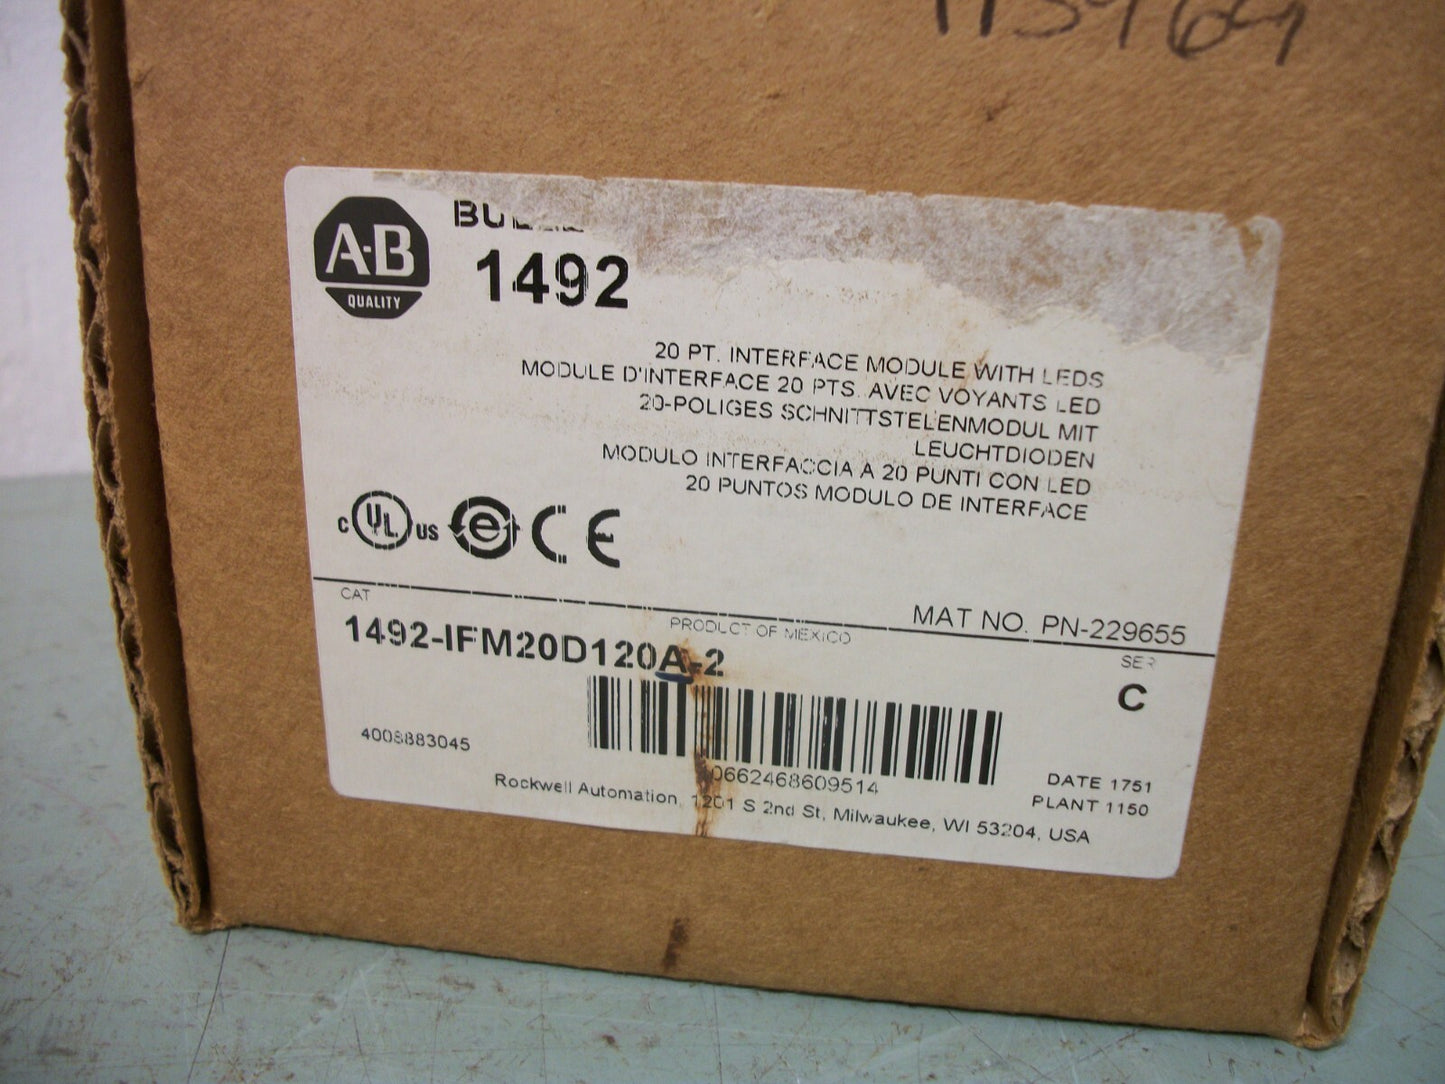 A-B
QUALITY
1492
20 PT. INTERFACE MODULE WITH LEDS
MODULE D'INTERFACE 20 PTS. AVEC VOYANTS LED
20-POLIGES SCHNITTSTELENMODUL MIT
LEUCHTDIODEN
MODULO INTERFACCIA A 20 PUNTI CON LED
20 PUNTOS MODULO DE INTERFACE
C UL US e CE
CAT
PRODUCT OF MEXICO
MAT NO. PN-229655
1492-IFM20D120A-2
SER
C
4008883045
10662468609514
DATE 1751
PLANT 1150
Rockwell Automation, 1201 S 2nd St, Milwaukee, WI 53204, USA